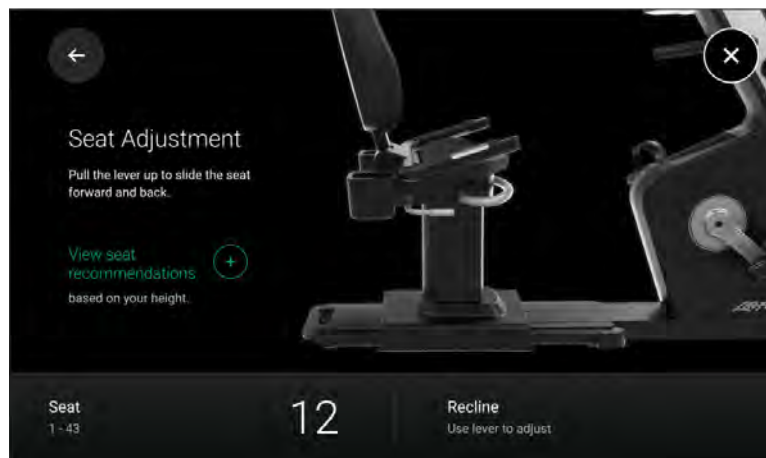 Seat Adjustment
Pull the lever up to slide the seat
forward and back.
View seat
recommendations
based on your height.
Seat
1 - 43
12
Recline
Use lever to adjust